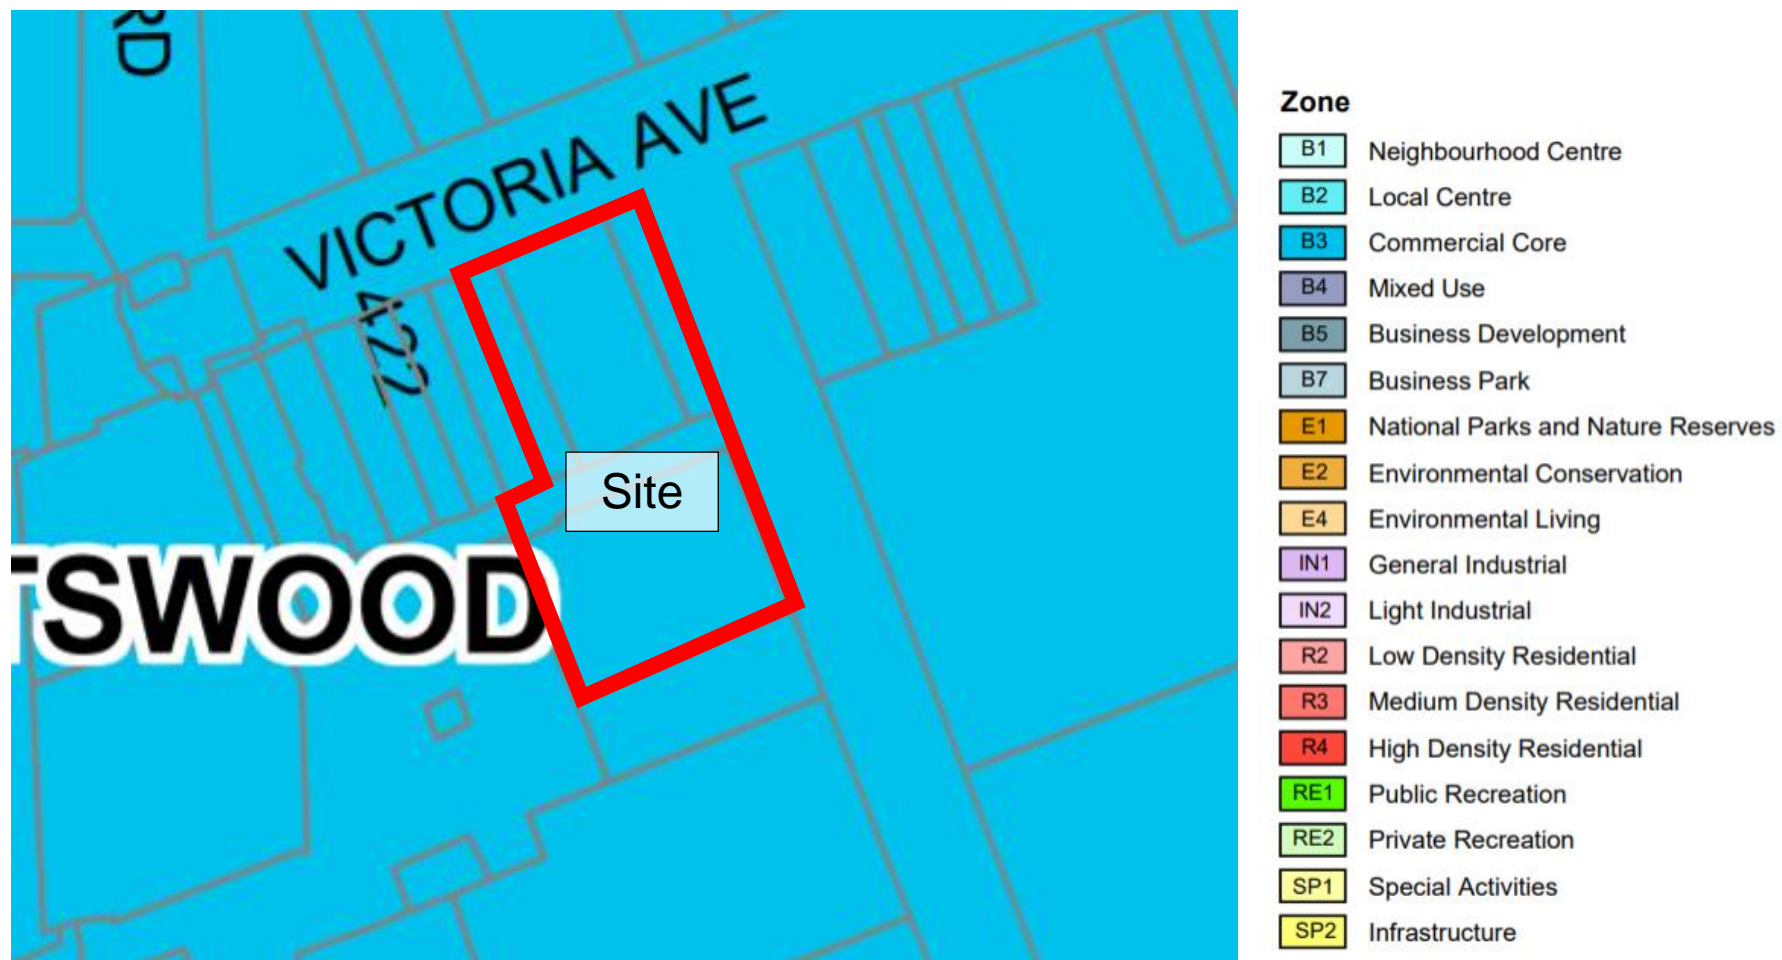 RD
VICTORIA AVE
422
Site
TSWOOD
Zone
B1 Neighbourhood Centre
B2 Local Centre
B3 Commercial Core
B4 Mixed Use
B5 Business Development
B7 Business Park
E1 National Parks and Nature Reserves
E2 Environmental Conservation
E4 Environmental Living
IN1 General Industrial
IN2 Light Industrial
R2 Low Density Residential
R3 Medium Density Residential
R4 High Density Residential
RE1 Public Recreation
RE2 Private Recreation
SP1 Special Activities
SP2 Infrastructure